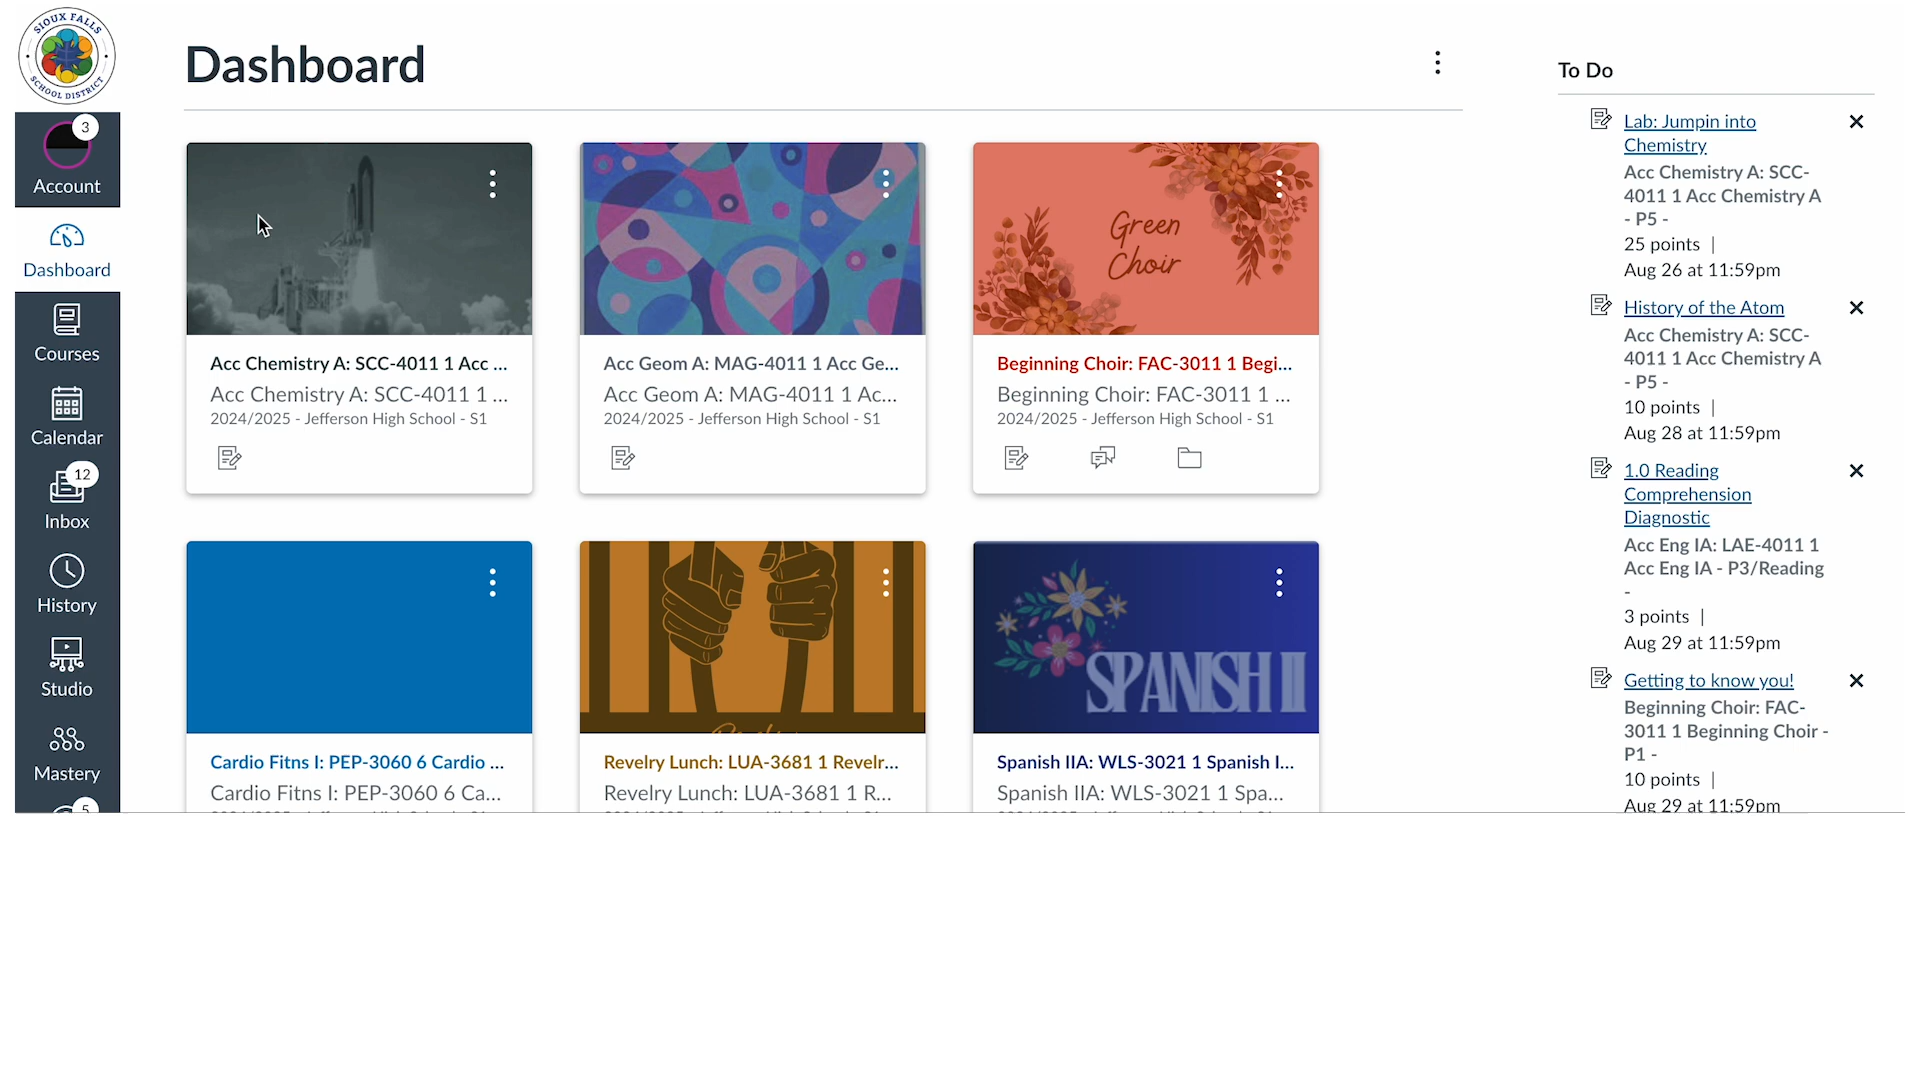 SIOUX FALLS
SCHOOL DISTRICT
3
Account
Dashboard
Courses
Calendar
12
Inbox
History
Studio
Mastery
5
Dashboard
Green
Choir
Acc Chemistry A: SCC-4011 1 Acc ...
Acc Chemistry A: SCC-4011 1 ...
2024/2025 - Jefferson High School - S1
Acc Geom A: MAG-4011 1 Acc Ge...
Acc Geom A: MAG-4011 1 Ac...
2024/2025 - Jefferson High School - S1
Beginning Choir: FAC-3011 1 Begi...
Beginning Choir: FAC-3011 1 ...
2024/2025 - Jefferson High School - S1
SPANISH II
Cardio Fitns I: PEP-3060 6 Cardio ...
Cardio Fitns I: PEP-3060 6 Ca...
Revelry Lunch: LUA-3681 1 Revelr...
Revelry Lunch: LUA-3681 1 R...
Spanish IIA: WLS-3021 1 Spanish I...
Spanish IIA: WLS-3021 1 Spa...
To Do
Lab: Jumpin into
Chemistry
Acc Chemistry A: SCC-
4011 1 Acc Chemistry A
- P5 -
25 points |
Aug 26 at 11:59pm
History of the Atom
Acc Chemistry A: SCC-
4011 1 Acc Chemistry A
- P5 -
10 points |
Aug 28 at 11:59pm
1.0 Reading
Comprehension
Diagnostic
Acc Eng IA: LAE-4011 1
Acc Eng IA - P3/Reading
-
3 points |
Aug 29 at 11:59pm
Getting to know you!
Beginning Choir: FAC-
3011 1 Beginning Choir -
P1 -
10 points |
Aug 29 at 11:59pm